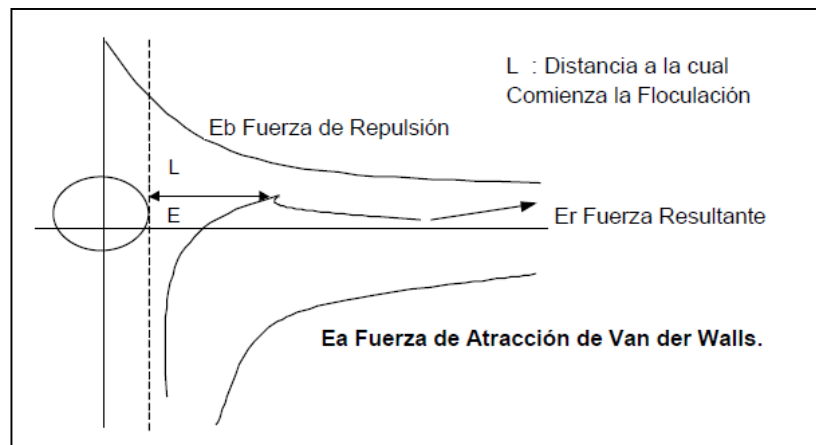 L : Distancia a la cual
Comienza la Floculación
Eb Fuerza de Repulsión
L
E
Er Fuerza Resultante
Ea Fuerza de Atracción de Van der Walls.